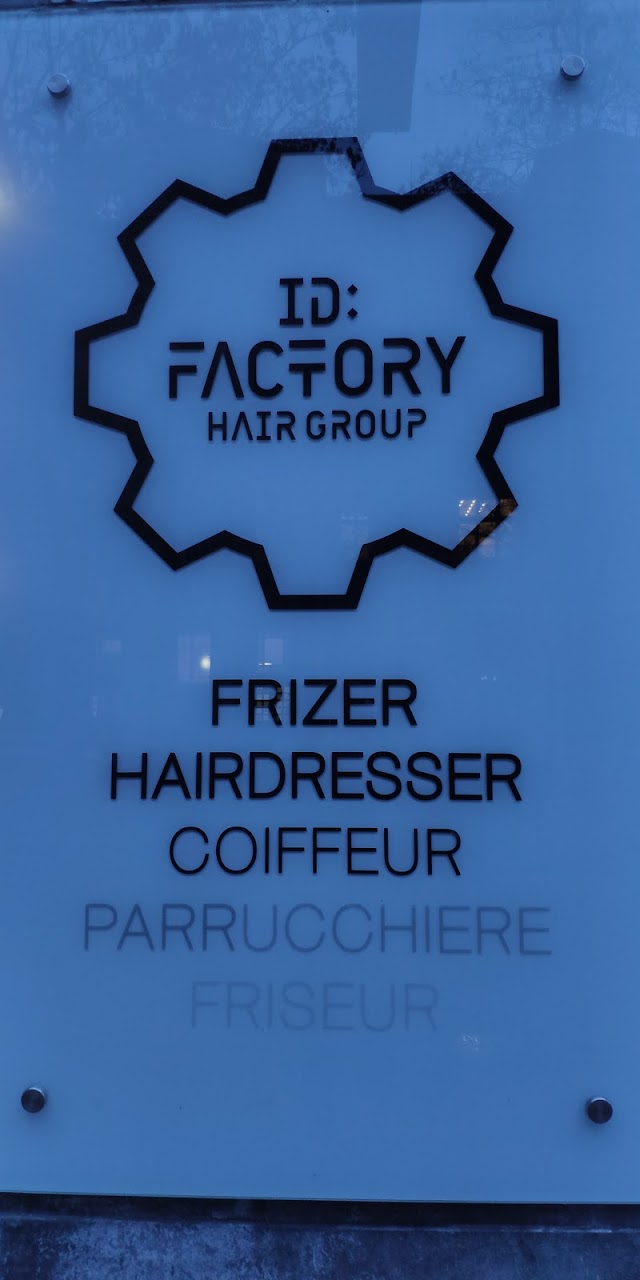 ID:
FACTORY
HAIR GROUP
FRIZER
HAIRDRESSER
COIFFEUR
PARRUCCHIERE
FRISEUR